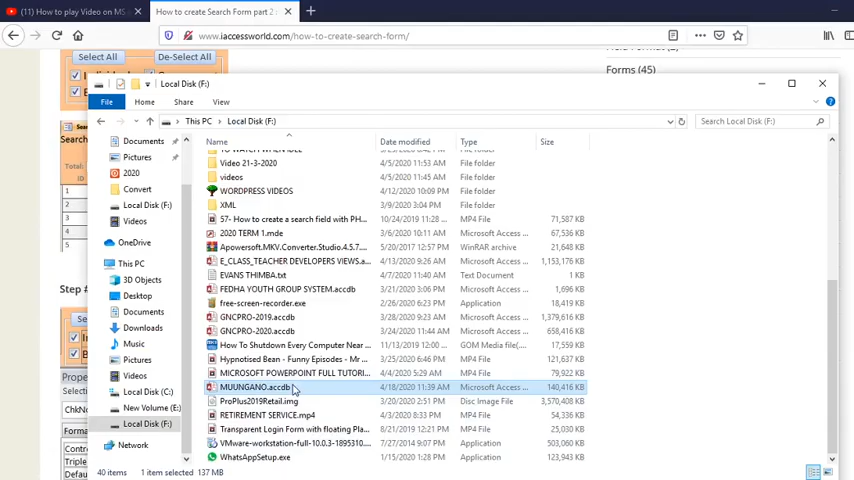 (11) How to play Video on MS
How to create Search Form part 2
www.iaccessworld.com/how-to-create-search-form/
Select All De-Select All
Forms (45)
Local Disk (F:)
File Home Share View
This PC Local Disk (F:)
Search Local Disk (F:)
Name Date modified Type Size
Documents
Pictures
2020
Convert
Local Disk (F:)
Videos
OneDrive
This PC
3D Objects
Desktop
Documents
Downloads
Music
Pictures
Videos
Local Disk (C:)
New Volume (E:)
Local Disk (F:)
Network
Video 21-3-2020 4/5/2020 11:53 AM File folder
videos 4/5/2020 11:45 AM File folder
WORDPRESS VIDEOS 4/12/2020 10:09 PM File folder
XML 3/9/2020 3:04 PM File folder
57- How to create a search field with PH... 10/24/2019 11:28 ... MP4 File 71,587 KB
2020 TERM 1.mde 3/6/2020 10:11 AM Microsoft Access ... 67,536 KB
Apowersoft.MKV.Converter.Studio.4.5.7.... 5/20/2017 12:57 PM WinRAR archive 21,648 KB
E_CLASS_TEACHER DEVELOPERS VIEWS.a... 4/13/2020 9:39 AM Microsoft Access ... 1,153,176 KB
EVANS THIMBA.txt 4/7/2020 11:40 AM Text Document 1 KB
FEDHA YOUTH GROUP SYSTEM.accdb 3/21/2020 3:06 PM Microsoft Access ... 1,696 KB
free-screen-recorder.exe 2/26/2020 6:23 PM Application 18,419 KB
GNCPRO-2019.accdb 3/27/2020 1:03 PM Microsoft Access ... 1,379,616 KB
GNCPRO-2020.accdb 3/24/2020 11:44 AM Microsoft Access ... 658,416 KB
How To Shutdown Every Computer Near ... 11/13/2019 12:00 ... GOM Media file(... 17,559 KB
Hypnotised Bean - Funny Episodes - Mr ... 3/25/2020 6:46 PM MP4 File 121,637 KB
MICROSOFT POWERPOINT FULL TUTORI... 4/4/2020 5:29 AM MP4 File 79,922 KB
MUUNGANO.accdb 4/18/2020 11:39 AM Microsoft Access ... 140,416 KB
ProPlus2019Retail.img 3/20/2020 2:51 PM Disc Image File 3,570,408 KB
RETIREMENT SERVICE.mp4 4/3/2020 8:33 PM MP4 File 54,336 KB
Transparent Login Form with floating Pla... 8/21/2019 12:21 PM MP4 File 25,030 KB
VMware-workstation-full-10.0.3-1895310.... 7/27/2014 9:07 PM Application 503,060 KB
WhatsAppSetup.exe 1/15/2020 1:28 PM Application 123,943 KB
40 items 1 item selected 137 MB
Search
Total:
ID
1
2
3
4
5
Step #